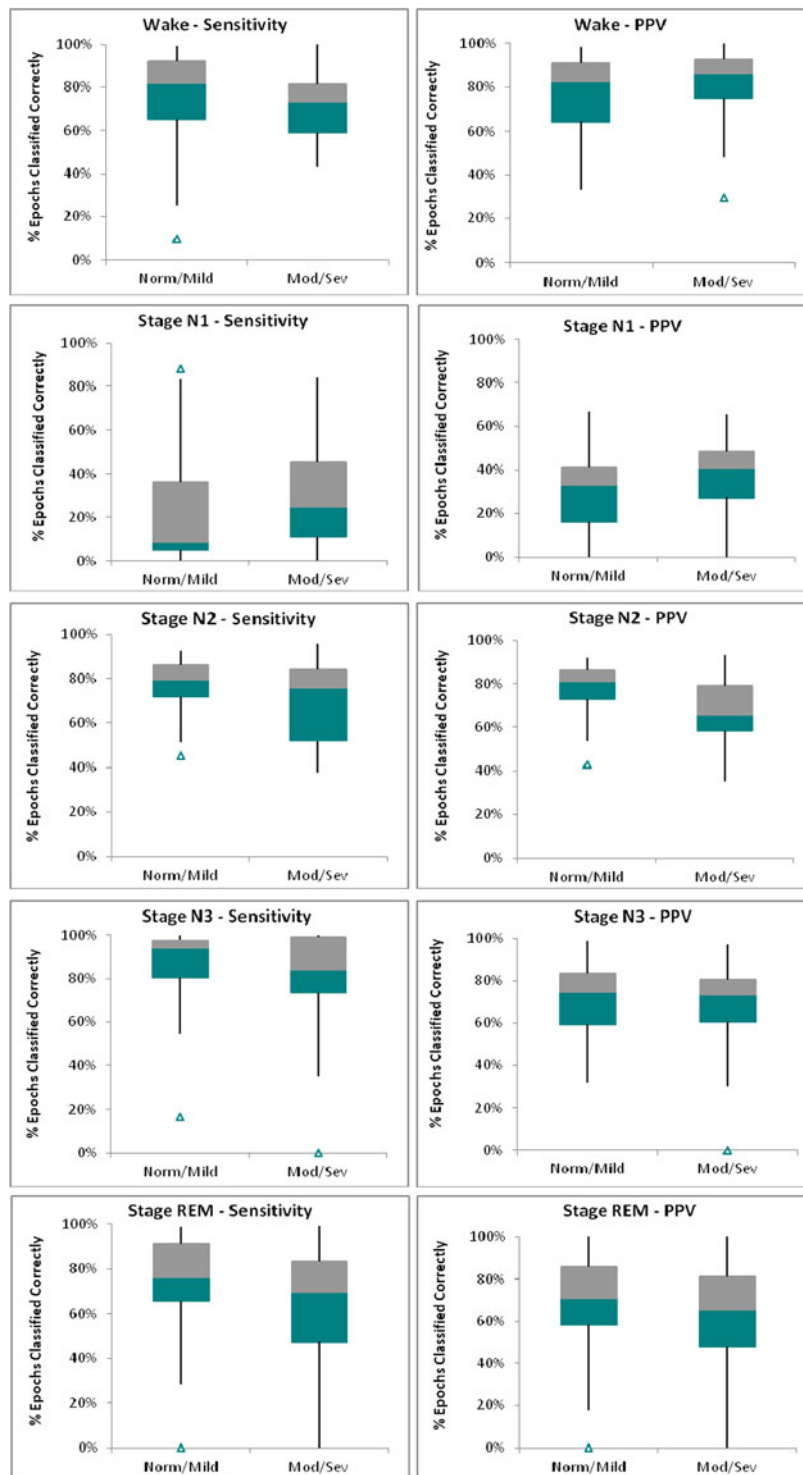 Wake - Sensitivity
% Epochs Classified Correctly
100%
80%
60%
40%
20%
0%
Norm/Mild Mod/Sev
Wake - PPV
% Epochs Classified Correctly
100%
80%
60%
40%
20%
0%
Norm/Mild Mod/Sev
Stage N1 - Sensitivity
% Epochs Classified Correctly
100%
80%
60%
40%
20%
0%
Norm/Mild Mod/Sev
Stage N1 - PPV
% Epochs Classified Correctly
100%
80%
60%
40%
20%
0%
Norm/Mild Mod/Sev
Stage N2 - Sensitivity
% Epochs Classified Correctly
100%
80%
60%
40%
20%
0%
Norm/Mild Mod/Sev
Stage N2 - PPV
% Epochs Classified Correctly
100%
80%
60%
40%
20%
0%
Norm/Mild Mod/Sev
Stage N3 - Sensitivity
% Epochs Classified Correctly
100%
80%
60%
40%
20%
0%
Norm/Mild Mod/Sev
Stage N3 - PPV
% Epochs Classified Correctly
100%
80%
60%
40%
20%
0%
Norm/Mild Mod/Sev
Stage REM - Sensitivity
% Epochs Classified Correctly
100%
80%
60%
40%
20%
0%
Norm/Mild Mod/Sev
Stage REM - PPV
% Epochs Classified Correctly
100%
80%
60%
40%
20%
0%
Norm/Mild Mod/Sev